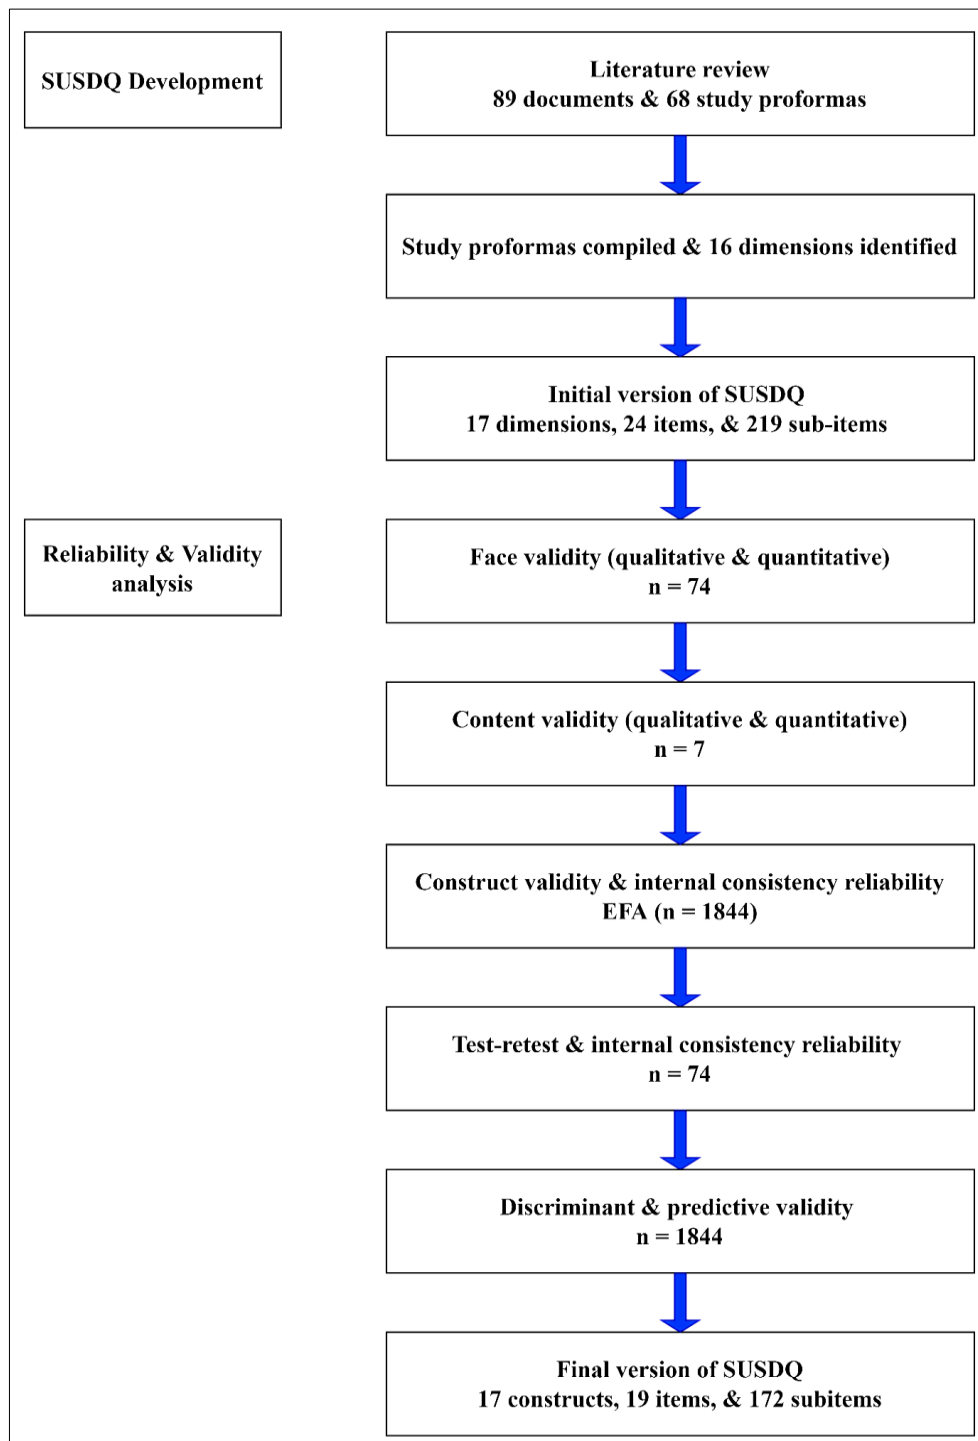 SUSDQ Development
Literature review
89 documents & 68 study proformas
Study proformas compiled & 16 dimensions identified
Initial version of SUSDQ
17 dimensions, 24 items, & 219 sub-items
Reliability & Validity
analysis
Face validity (qualitative & quantitative)
n = 74
Content validity (qualitative & quantitative)
n = 7
Construct validity & internal consistency reliability
EFA (n = 1844)
Test-retest & internal consistency reliability
n = 74
Discriminant & predictive validity
n = 1844
Final version of SUSDQ
17 constructs, 19 items, & 172 subitems